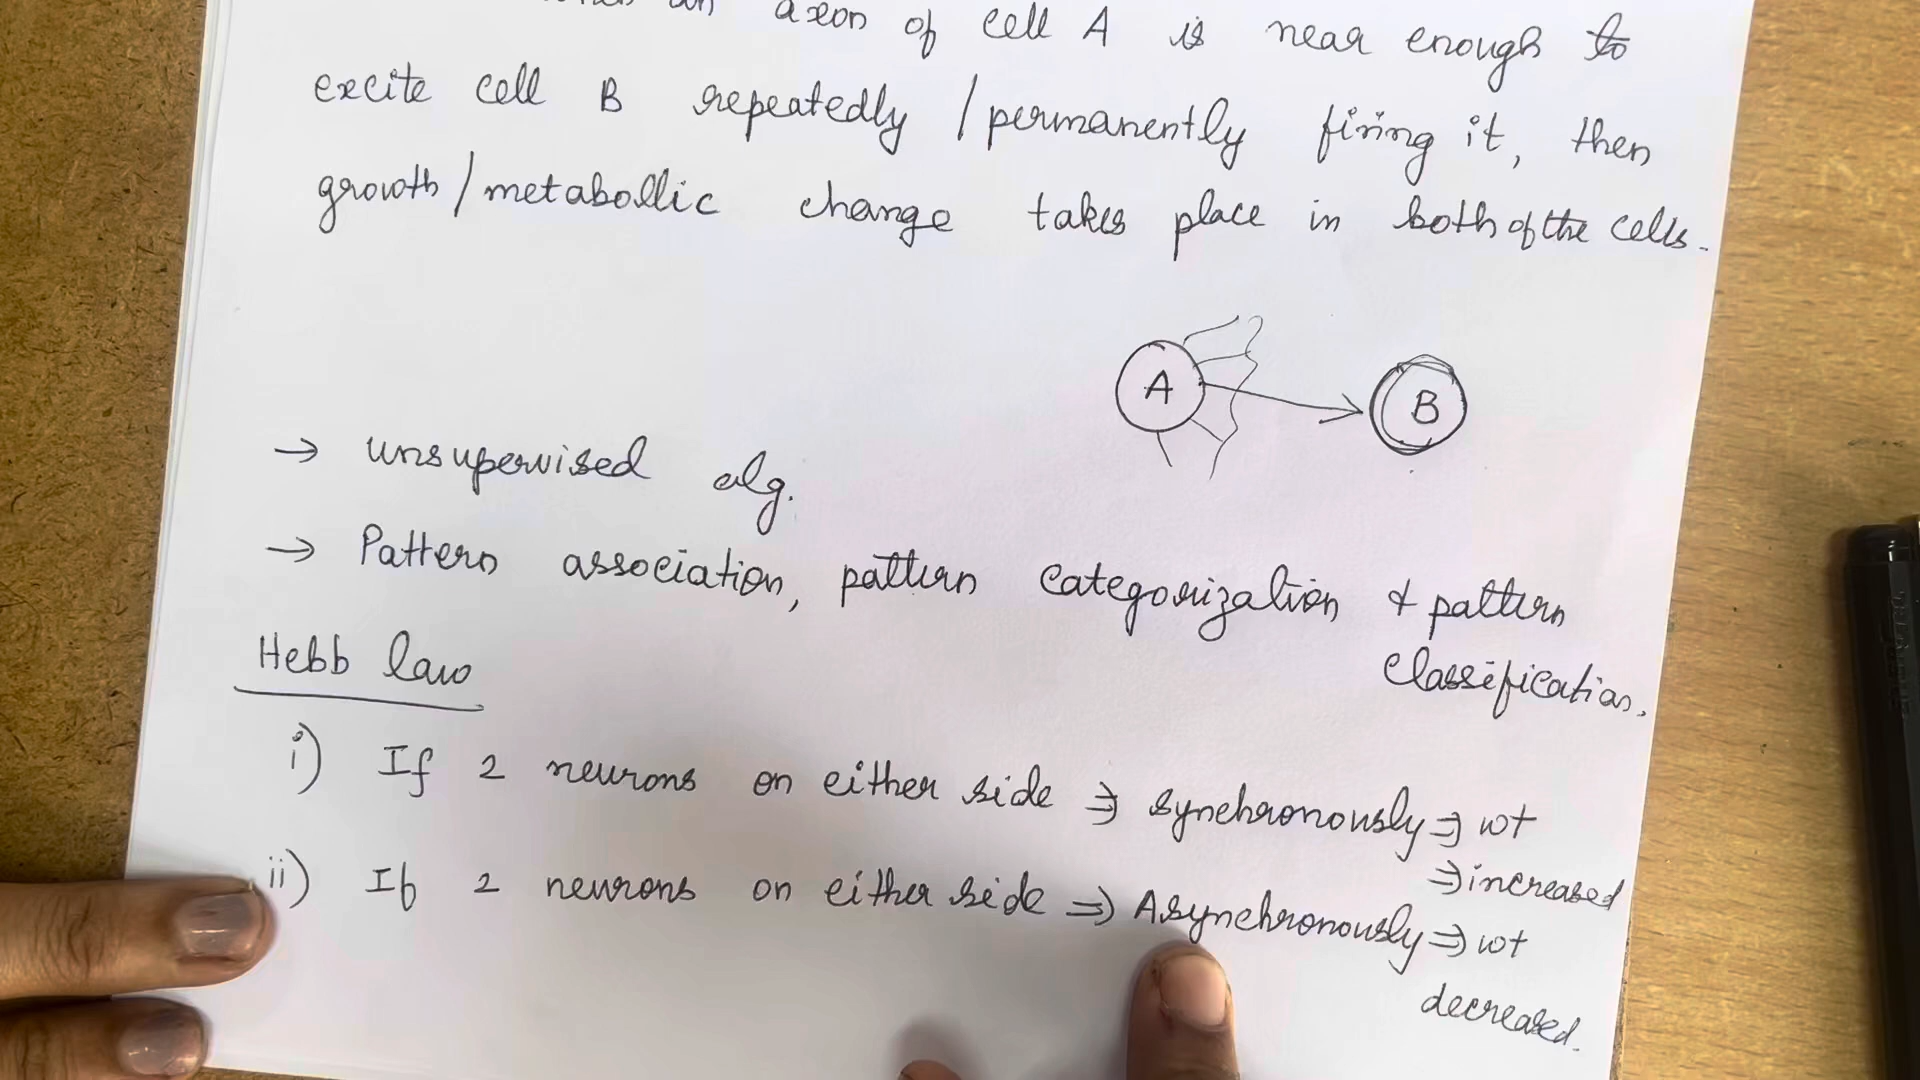 an axon of cell A is near enough to
excite cell B repeatedly / permanently firing it, then
growth / metabollic change takes place in both of the cells.
A
B
→ unsupervised alg.
→ Pattern association, pattern categorization & pattern
classification.
Hebb law
i) If 2 neurons on either side ⇒ synchronously ⇒ wt
⇒ increased
ii) If 2 neurons on either side ⇒ Asynchronously ⇒ wt
decreased.